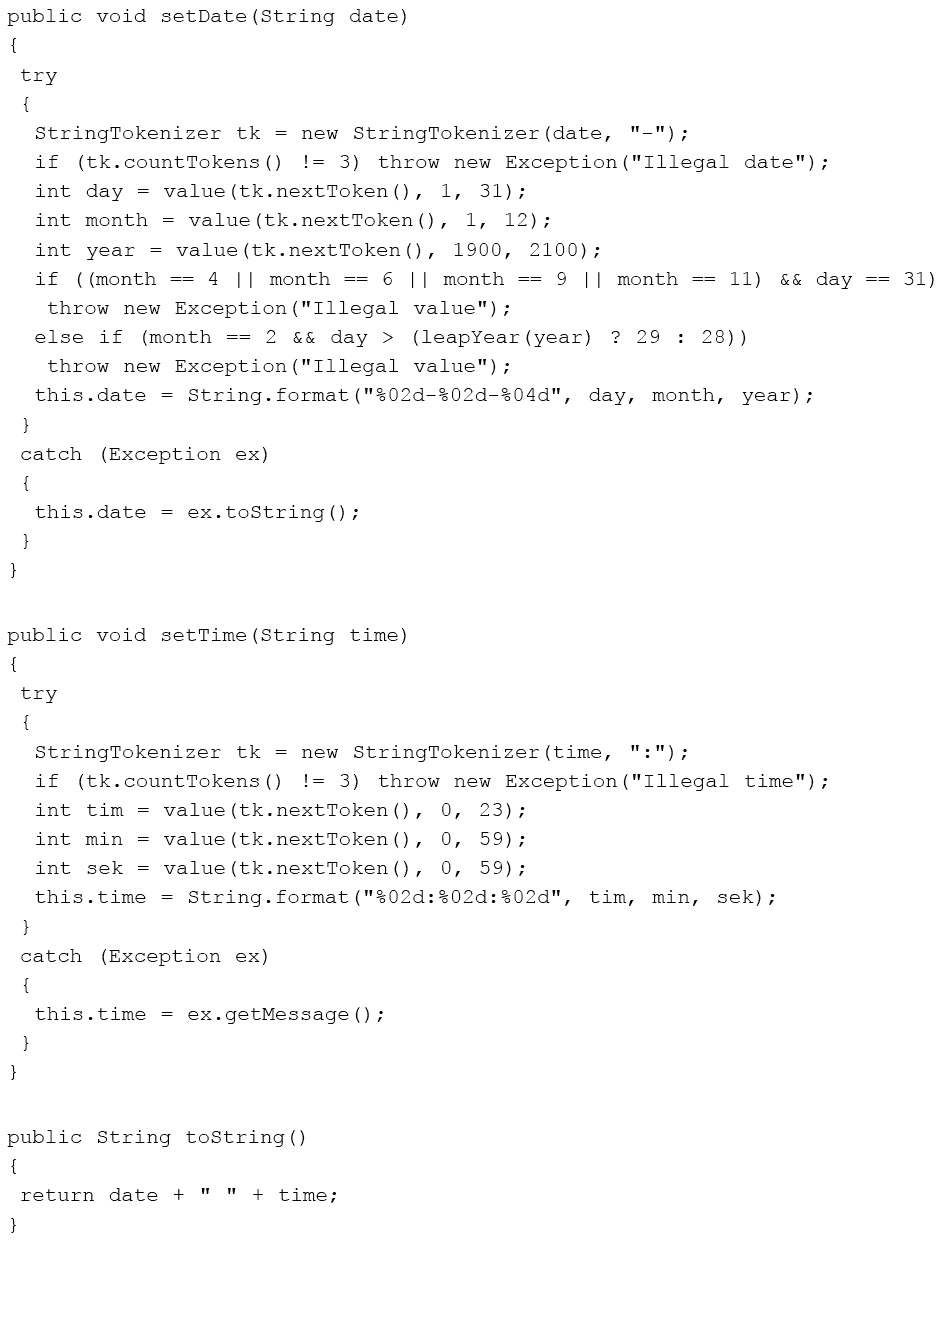 public void setDate(String date)
{
 try
 {
  StringTokenizer tk = new StringTokenizer(date, "-");
  if (tk.countTokens() != 3) throw new Exception("Illegal date");
  int day = value(tk.nextToken(), 1, 31);
  int month = value(tk.nextToken(), 1, 12);
  int year = value(tk.nextToken(), 1900, 2100);
  if ((month == 4 || month == 6 || month == 9 || month == 11) && day == 31)
   throw new Exception("Illegal value");
  else if (month == 2 && day > (leapYear(year) ? 29 : 28))
   throw new Exception("Illegal value");
  this.date = String.format("%02d-%02d-%04d", day, month, year);
 }
 catch (Exception ex)
 {
  this.date = ex.toString();
 }
}

public void setTime(String time)
{
 try
 {
  StringTokenizer tk = new StringTokenizer(time, ":");
  if (tk.countTokens() != 3) throw new Exception("Illegal time");
  int tim = value(tk.nextToken(), 0, 23);
  int min = value(tk.nextToken(), 0, 59);
  int sek = value(tk.nextToken(), 0, 59);
  this.time = String.format("%02d:%02d:%02d", tim, min, sek);
 }
 catch (Exception ex)
 {
  this.time = ex.getMessage();
 }
}

public String toString()
{
 return date + " " + time;
}